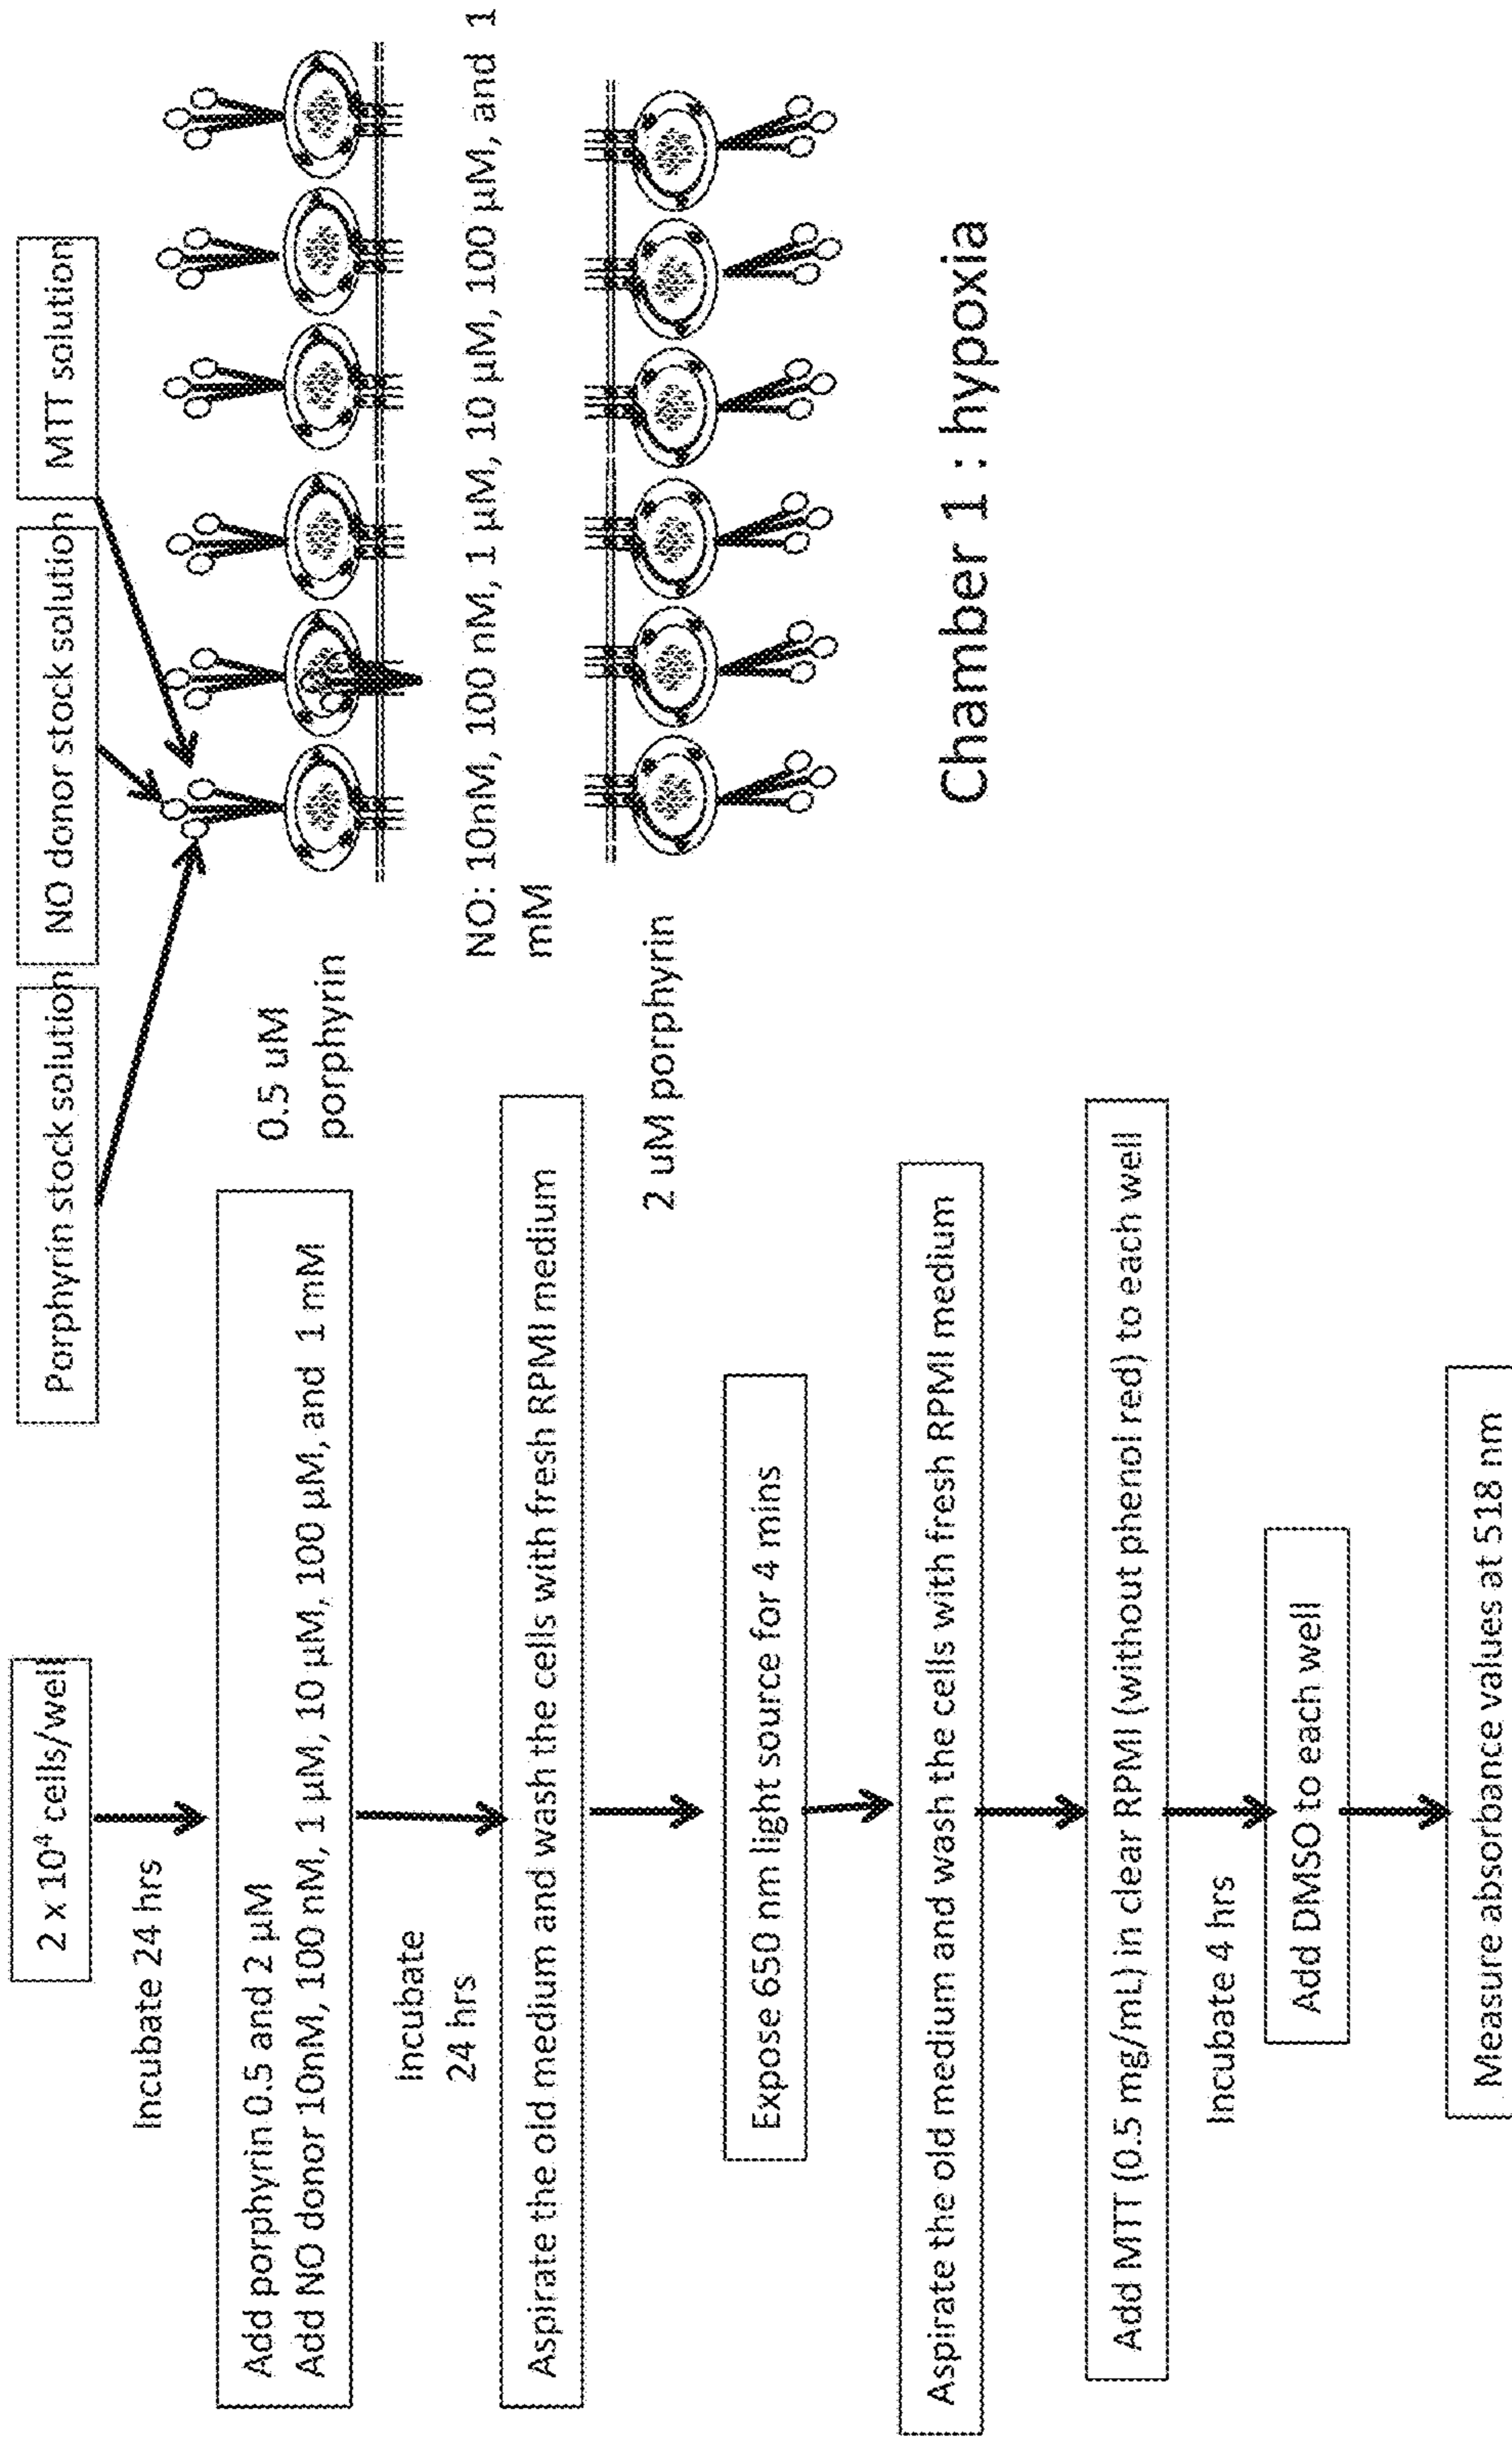 2 x 10⁴ cells/well
Incubate 24 hrs
Add porphyrin 0.5 and 2 µM
Add NO donor 10nM, 100 nM, 1 µM, 10 µM, 100 µM, and 1 mM
Incubate
24 hrs
Aspirate the old medium and wash the cells with fresh RPMI medium
Expose 650 nm light source for 4 mins
Aspirate the old medium and wash the cells with fresh RPMI medium
Add MTT (0.5 mg/mL) in clear RPMI (without phenol red) to each well
Incubate 4 hrs
Add DMSO to each well
Measure absorbance values at 518 nm
Porphyrin stock solution
NO donor stock solution
MTT solution
0.5 uM
porphyrin
NO: 10nM, 100 nM, 1 µM, 10 µM, 100 µM, and 1
mM
2 uM porphyrin
Chamber 1 : hypoxia